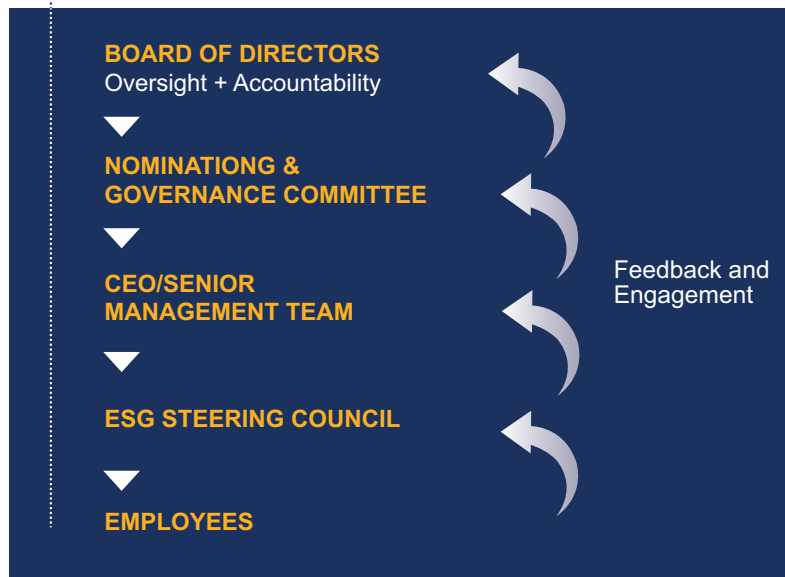 BOARD OF DIRECTORS
Oversight + Accountability
NOMINATIONG &
GOVERNANCE COMMITTEE
CEO/SENIOR
MANAGEMENT TEAM
Feedback and
Engagement
ESG STEERING COUNCIL
EMPLOYEES